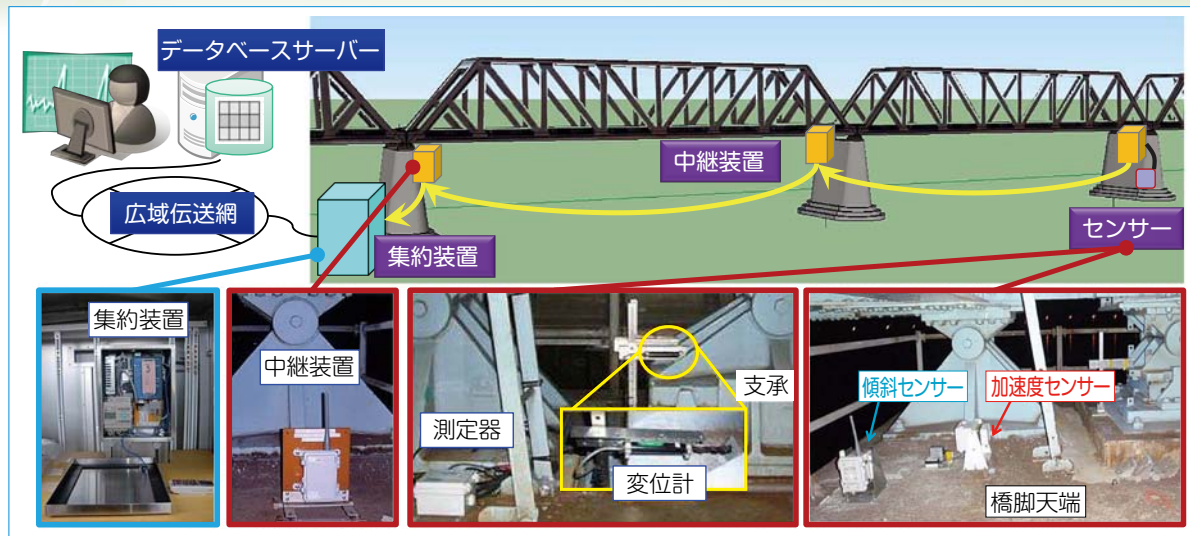 データベースサーバー
中継装置
広域伝送網
集約装置
センサー
集約装置
中継装置
測定器
支承
変位計
傾斜センサー
加速度センサー
橋脚天端